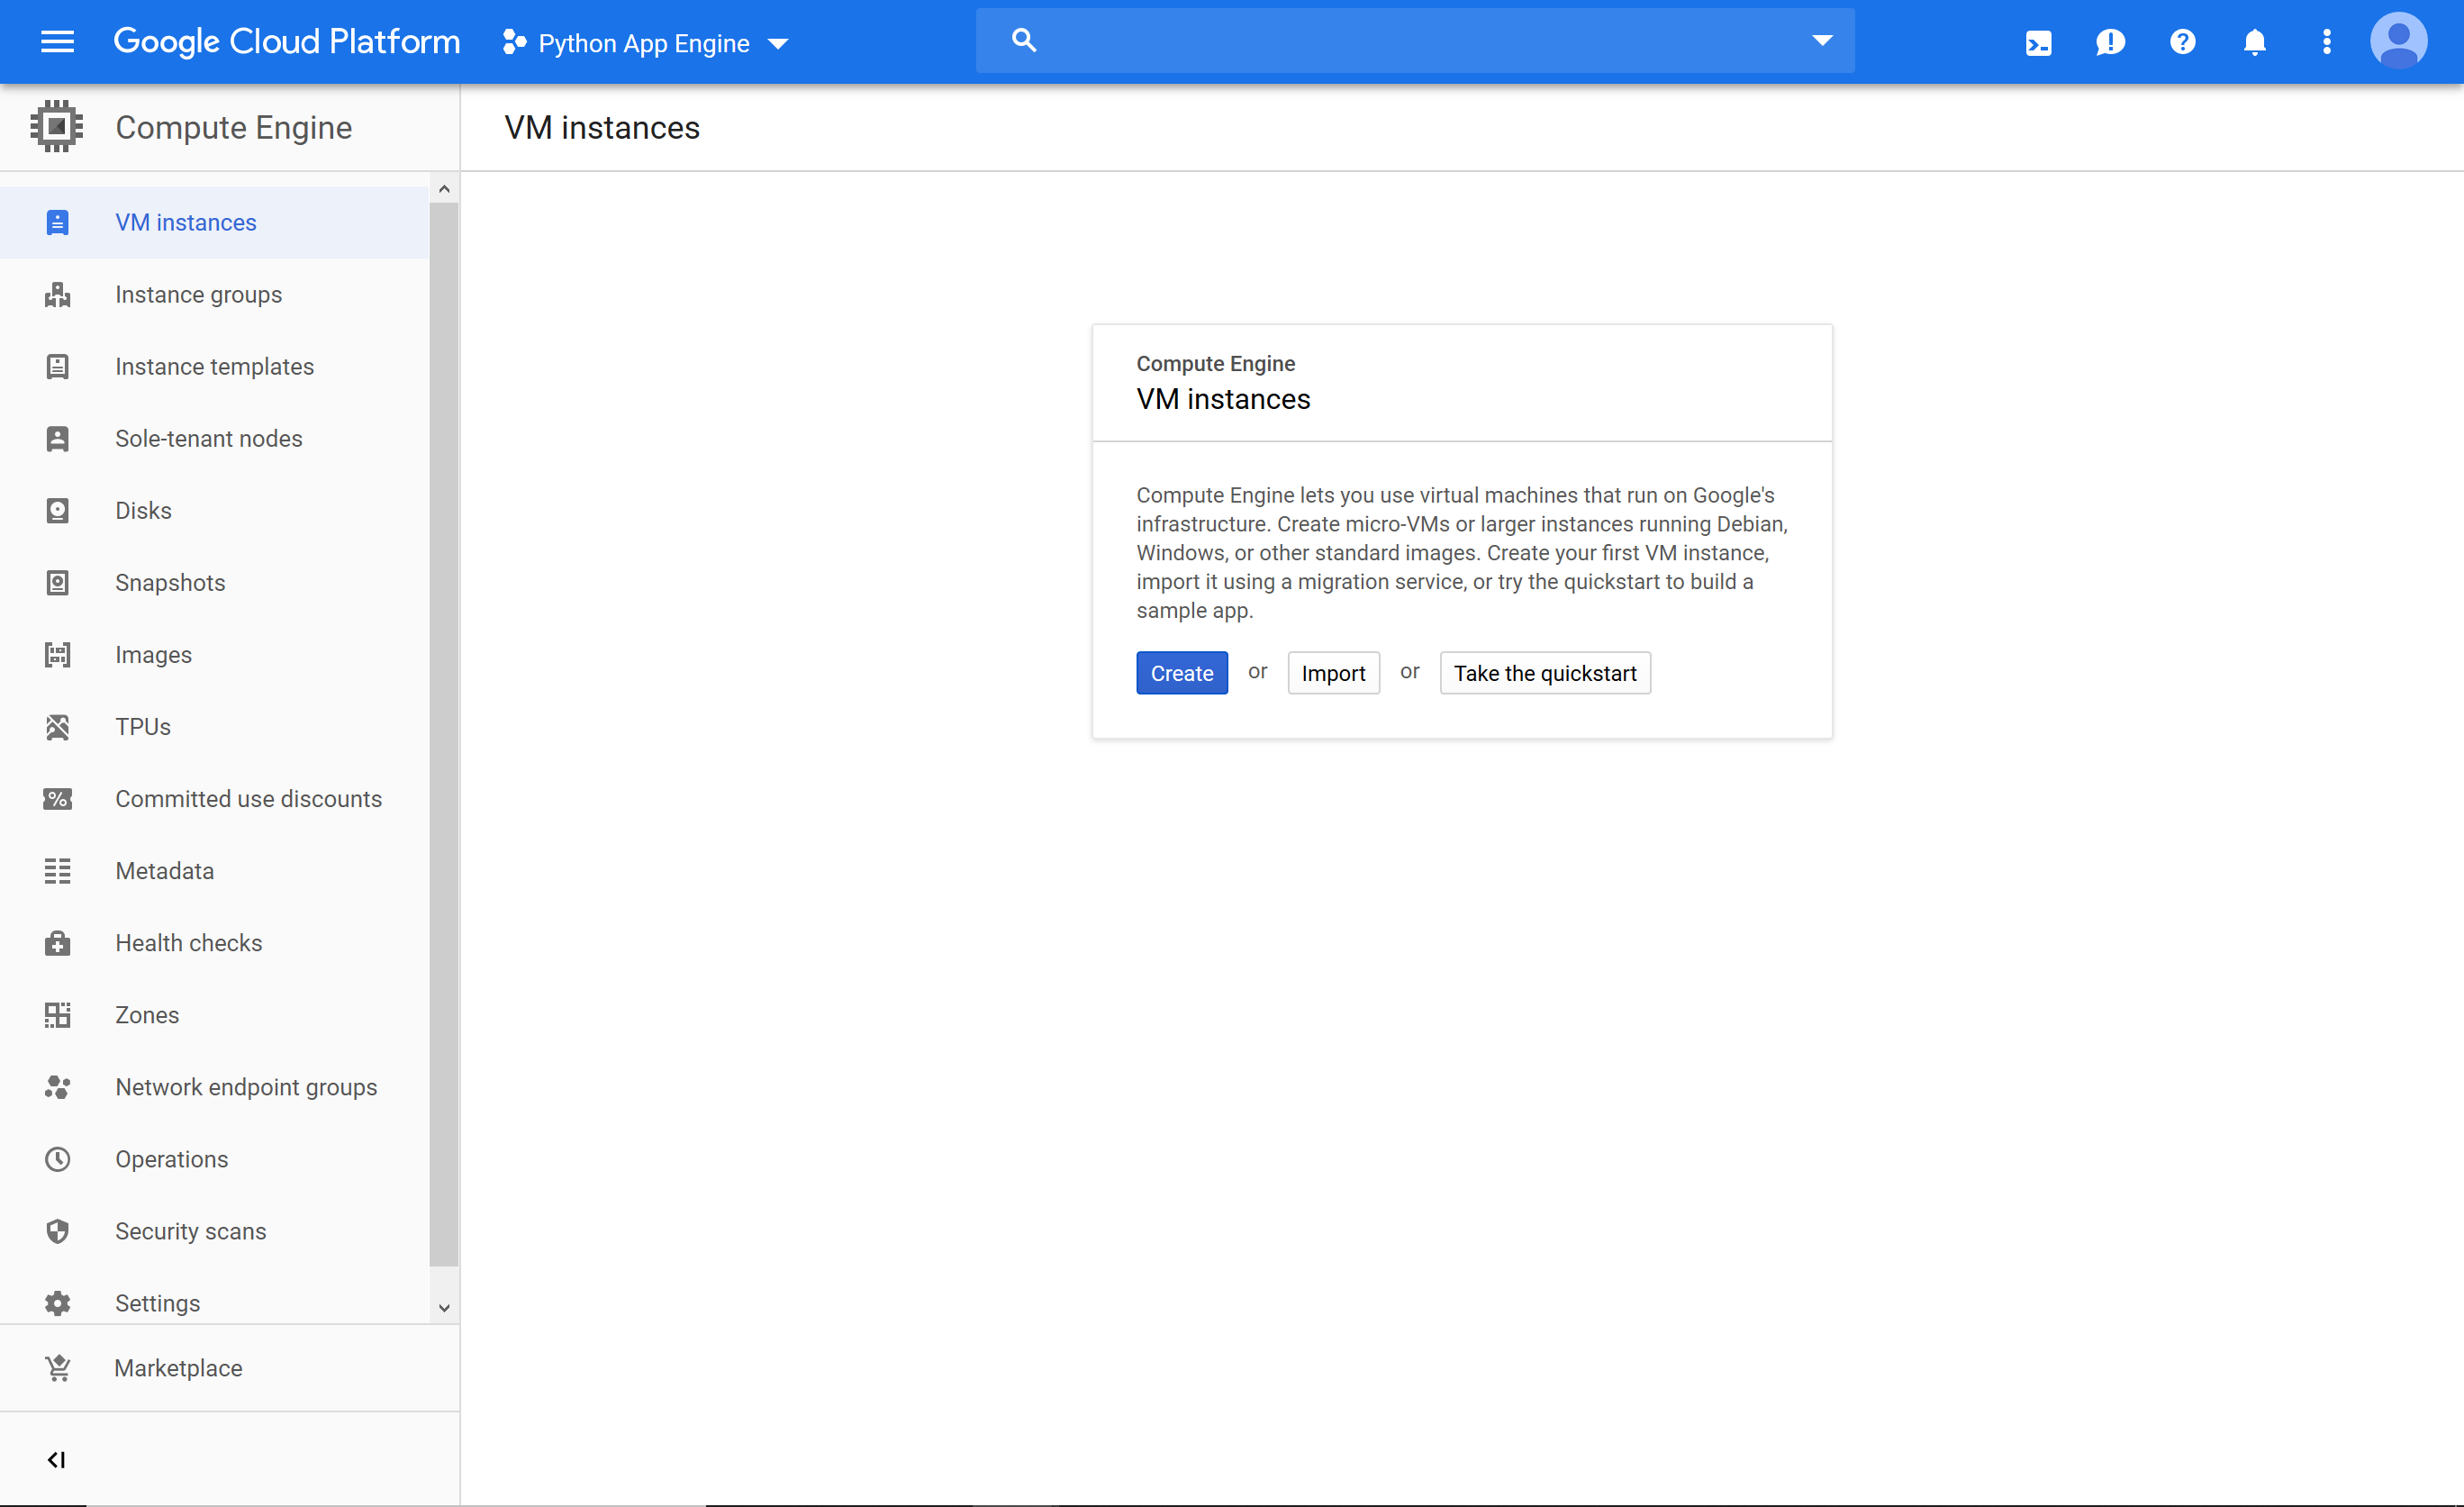 Google Cloud Platform
Python App Engine
Compute Engine
VM instances
VM instances
Instance groups
Instance templates
Sole-tenant nodes
Disks
Snapshots
Images
TPUs
Committed use discounts
Metadata
Health checks
Zones
Network endpoint groups
Operations
Security scans
Settings
Marketplace
Compute Engine
VM instances
Compute Engine lets you use virtual machines that run on Google's
infrastructure. Create micro-VMs or larger instances running Debian,
Windows, or other standard images. Create your first VM instance,
import it using a migration service, or try the quickstart to build a
sample app.
Create or Import or Take the quickstart